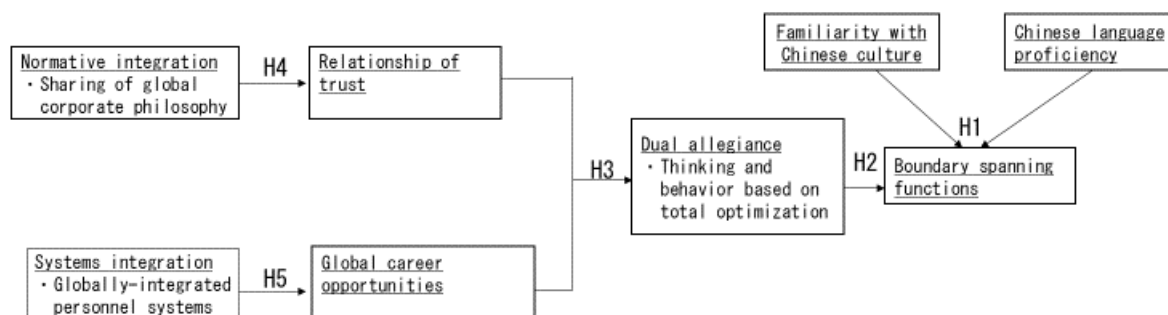 Familiarity with
Chinese culture
Chinese language
proficiency
Normative integration
・Sharing of global
corporate philosophy
H4
Relationship of
trust
H1
Dual allegiance
・Thinking and
behavior based on
total optimization
H3
H2
Boundary spanning
functions
Systems integration
・Globally-integrated
personnel systems
H5
Global career
opportunities